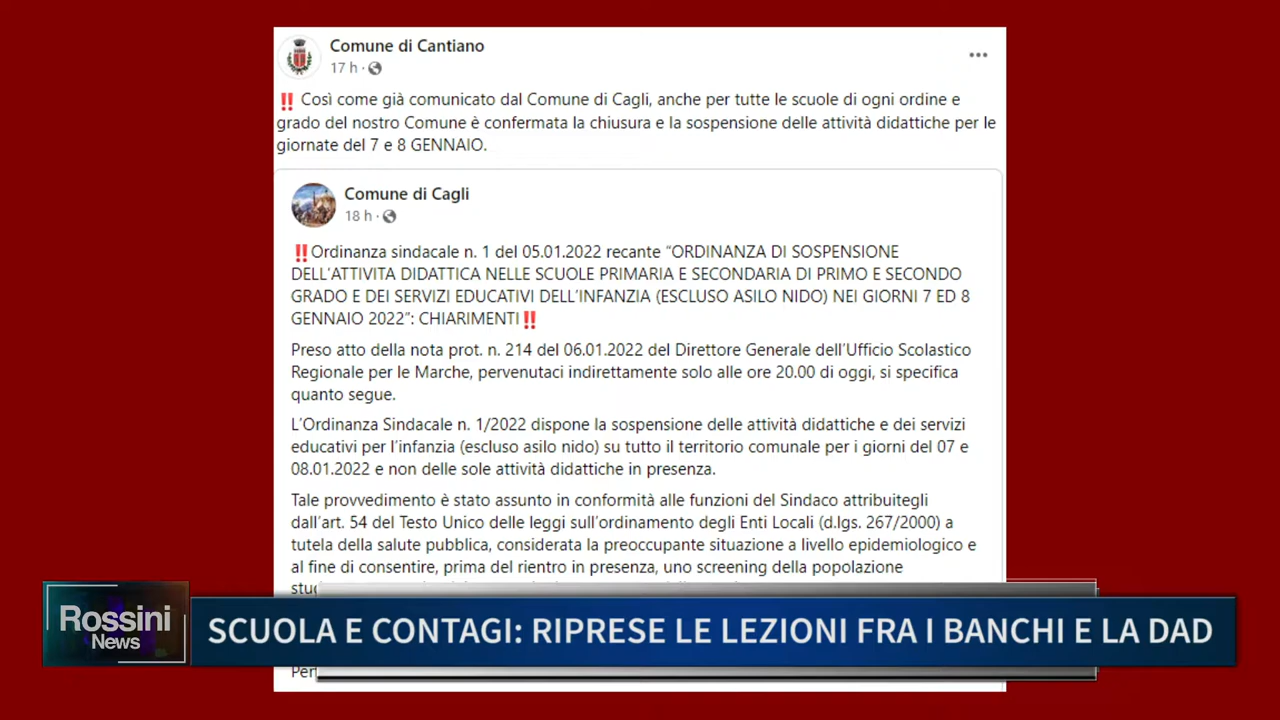 Comune di Cantiano
17 h ·
‼ Così come già comunicato dal Comune di Cagli, anche per tutte le scuole di ogni ordine e
grado del nostro Comune è confermata la chiusura e la sospensione delle attività didattiche per le
giornate del 7 e 8 GENNAIO.
Comune di Cagli
18 h ·
‼Ordinanza sindacale n. 1 del 05.01.2022 recante “ORDINANZA DI SOSPENSIONE
DELL’ATTIVITA DIDATTICA NELLE SCUOLE PRIMARIA E SECONDARIA DI PRIMO E SECONDO
GRADO E DEI SERVIZI EDUCATIVI DELL’INFANZIA (ESCLUSO ASILO NIDO) NEI GIORNI 7 ED 8
GENNAIO 2022”: CHIARIMENTI‼
Preso atto della nota prot. n. 214 del 06.01.2022 del Direttore Generale dell’Ufficio Scolastico
Regionale per le Marche, pervenutaci indirettamente solo alle ore 20.00 di oggi, si specifica
quanto segue.
L’Ordinanza Sindacale n. 1/2022 dispone la sospensione delle attività didattiche e dei servizi
educativi per l’infanzia (escluso asilo nido) su tutto il territorio comunale per i giorni del 07 e
08.01.2022 e non delle sole attività didattiche in presenza.
Tale provvedimento è stato assunto in conformità alle funzioni del Sindaco attribuitegli
dall’art. 54 del Testo Unico delle leggi sull’ordinamento degli Enti Locali (d.lgs. 267/2000) a
tutela della salute pubblica, considerata la preoccupante situazione a livello epidemiologico e
al fine di consentire, prima del rientro in presenza, uno screening della popolazione
Rossini
News
SCUOLA E CONTAGI: RIPRESE LE LEZIONI FRA I BANCHI E LA DAD